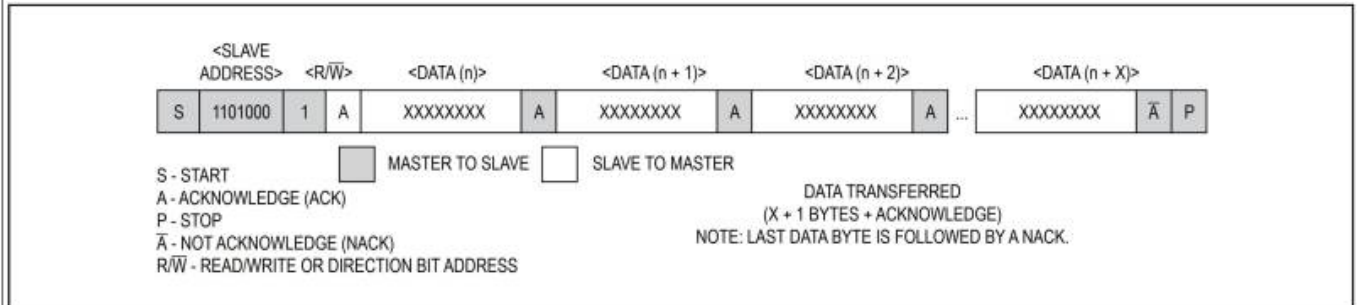 <SLAVE
ADDRESS> <R/W̅> <DATA (n)> <DATA (n + 1)> <DATA (n + 2)> <DATA (n + X)>
S 1101000 1 A XXXXXXXX A XXXXXXXX A XXXXXXXX A ... XXXXXXXX A̅ P
MASTER TO SLAVE SLAVE TO MASTER
S - START
A - ACKNOWLEDGE (ACK)
P - STOP
A̅ - NOT ACKNOWLEDGE (NACK)
R/W̅ - READ/WRITE OR DIRECTION BIT ADDRESS
DATA TRANSFERRED
(X + 1 BYTES + ACKNOWLEDGE)
NOTE: LAST DATA BYTE IS FOLLOWED BY A NACK.